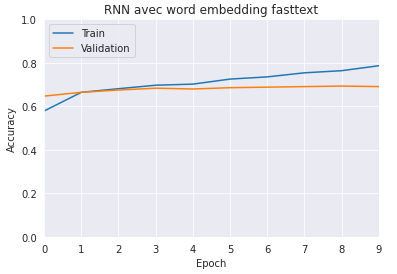 RNN avec word embedding fasttext
1.0
0.8
0.6
0.4
0.2
0.0
Accuracy
Train
Validation
0 1 2 3 4 5 6 7 8 9
Epoch